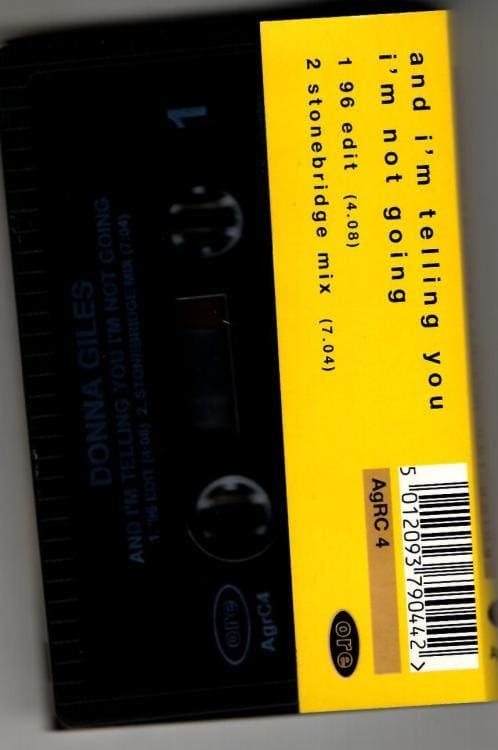 and i'm telling you
i'm not going
1 96 edit (4.08)
2 stonebridge mix (7.04)
AgRC 4
5 012093 790442 >
ore
1
DONNA GILES
AND I'M TELLING YOU I'M NOT GOING
1. '96 EDIT (4:08) 2. STONEBRIDGE MIX (7:04)
ore
AgrC4